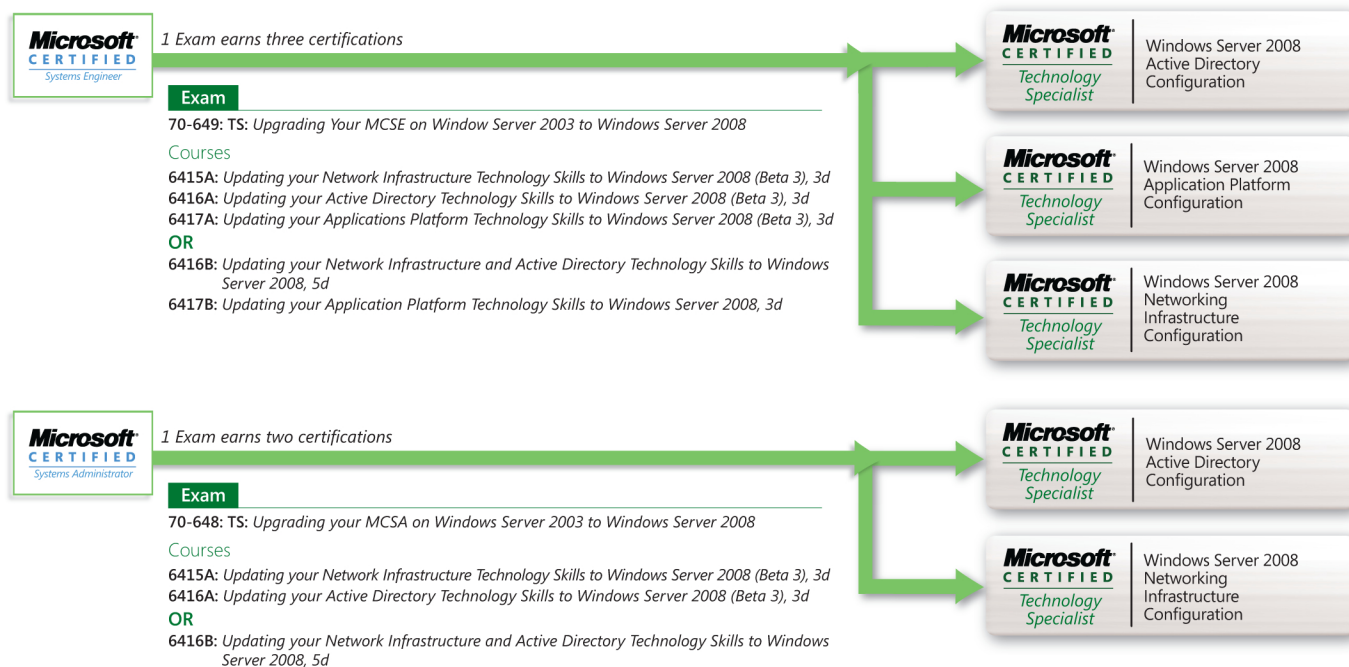 Microsoft
CERTIFIED
Systems Engineer
1 Exam earns three certifications
Exam
70-649: TS: Upgrading Your MCSE on Window Server 2003 to Windows Server 2008
Courses
6415A: Updating your Network Infrastructure Technology Skills to Windows Server 2008 (Beta 3), 3d
6416A: Updating your Active Directory Technology Skills to Windows Server 2008 (Beta 3), 3d
6417A: Updating your Applications Platform Technology Skills to Windows Server 2008 (Beta 3), 3d
OR
6416B: Updating your Network Infrastructure and Active Directory Technology Skills to Windows
Server 2008, 5d
6417B: Updating your Application Platform Technology Skills to Windows Server 2008, 3d
Microsoft
CERTIFIED
Technology
Specialist
Windows Server 2008
Active Directory
Configuration
Microsoft
CERTIFIED
Technology
Specialist
Windows Server 2008
Application Platform
Configuration
Microsoft
CERTIFIED
Technology
Specialist
Windows Server 2008
Networking
Infrastructure
Configuration
Microsoft
CERTIFIED
Systems Administrator
1 Exam earns two certifications
Exam
70-648: TS: Upgrading your MCSA on Windows Server 2003 to Windows Server 2008
Courses
6415A: Updating your Network Infrastructure Technology Skills to Windows Server 2008 (Beta 3), 3d
6416A: Updating your Active Directory Technology Skills to Windows Server 2008 (Beta 3), 3d
OR
6416B: Updating your Network Infrastructure and Active Directory Technology Skills to Windows
Server 2008, 5d
Microsoft
CERTIFIED
Technology
Specialist
Windows Server 2008
Active Directory
Configuration
Microsoft
CERTIFIED
Technology
Specialist
Windows Server 2008
Networking
Infrastructure
Configuration